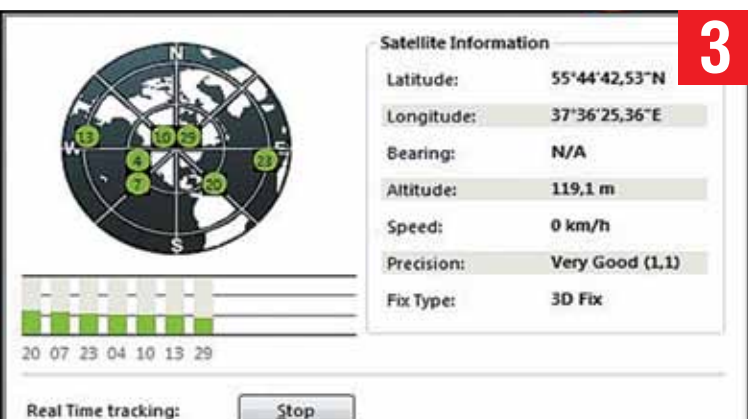 3
N
13
10 29
W
4
23
E
7
20
S
20 07 23 04 10 13 29
Satellite Information
Latitude: 55°44'42,53"N
Longitude: 37°36'25,36"E
Bearing: N/A
Altitude: 119,1 m
Speed: 0 km/h
Precision: Very Good (1,1)
Fix Type: 3D Fix
Real Time tracking: Stop